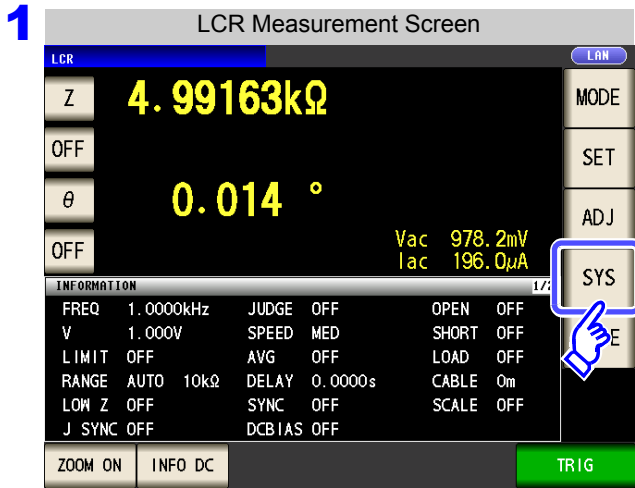 1
LCR Measurement Screen
LCR
LAN
Z 4.99163kΩ
MODE
OFF
SET
θ 0.014 °
ADJ
OFF
Vac 978.2mV
Iac 196.0µA
SYS
INFORMATION
FREQ 1.0000kHz JUDGE OFF OPEN OFF
V 1.000V SPEED MED SHORT OFF
LIMIT OFF AVG OFF LOAD OFF
RANGE AUTO 10kΩ DELAY 0.0000s CABLE 0m
LOW Z OFF SYNC OFF SCALE OFF
J SYNC OFF DCBIAS OFF
ZOOM ON INFO DC TRIG